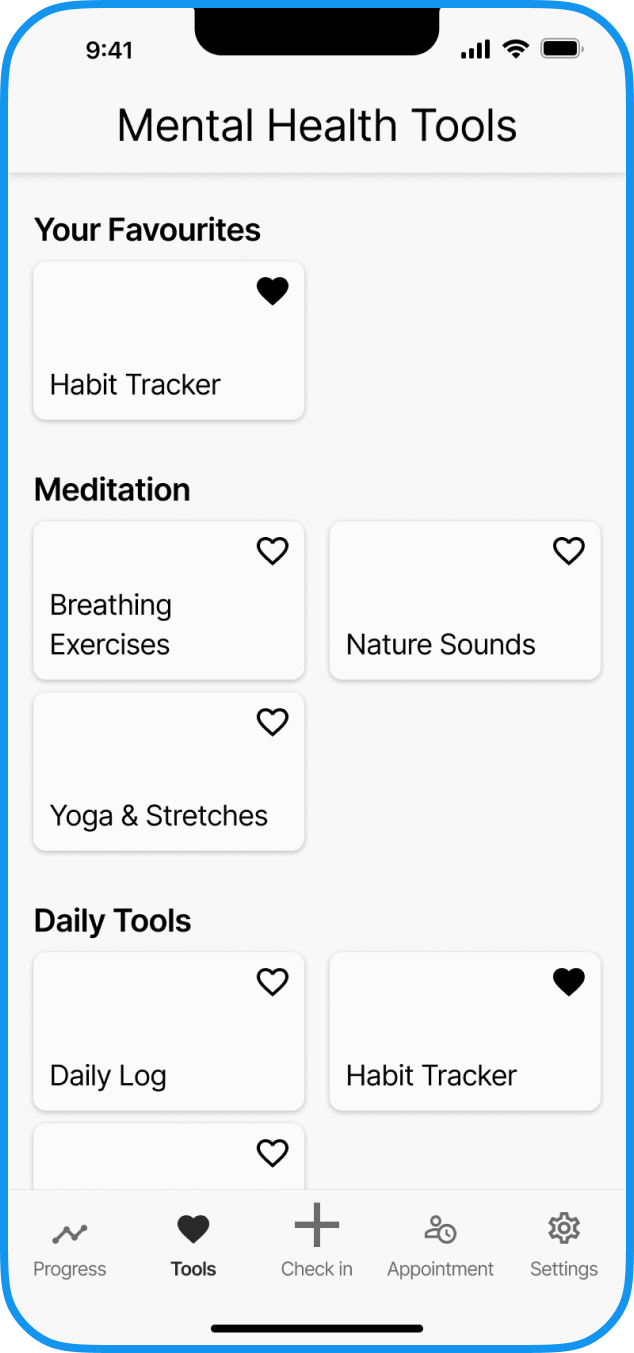 9:41
Mental Health Tools
Your Favourites
Habit Tracker
Meditation
Breathing
Exercises
Nature Sounds
Yoga & Stretches
Daily Tools
Daily Log
Habit Tracker
Progress
Tools
Check in
Appointment
Settings